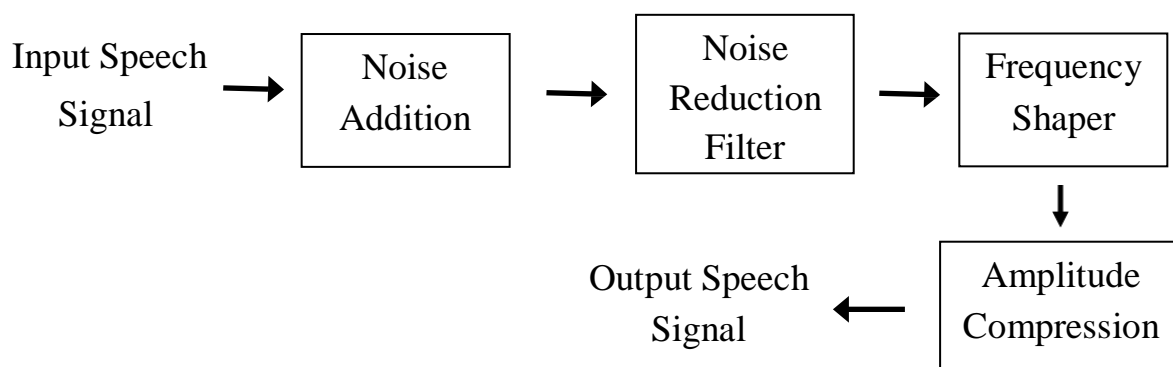 Input Speech
Signal
Noise
Addition
Noise
Reduction
Filter
Frequency
Shaper
Amplitude
Compression
Output Speech
Signal